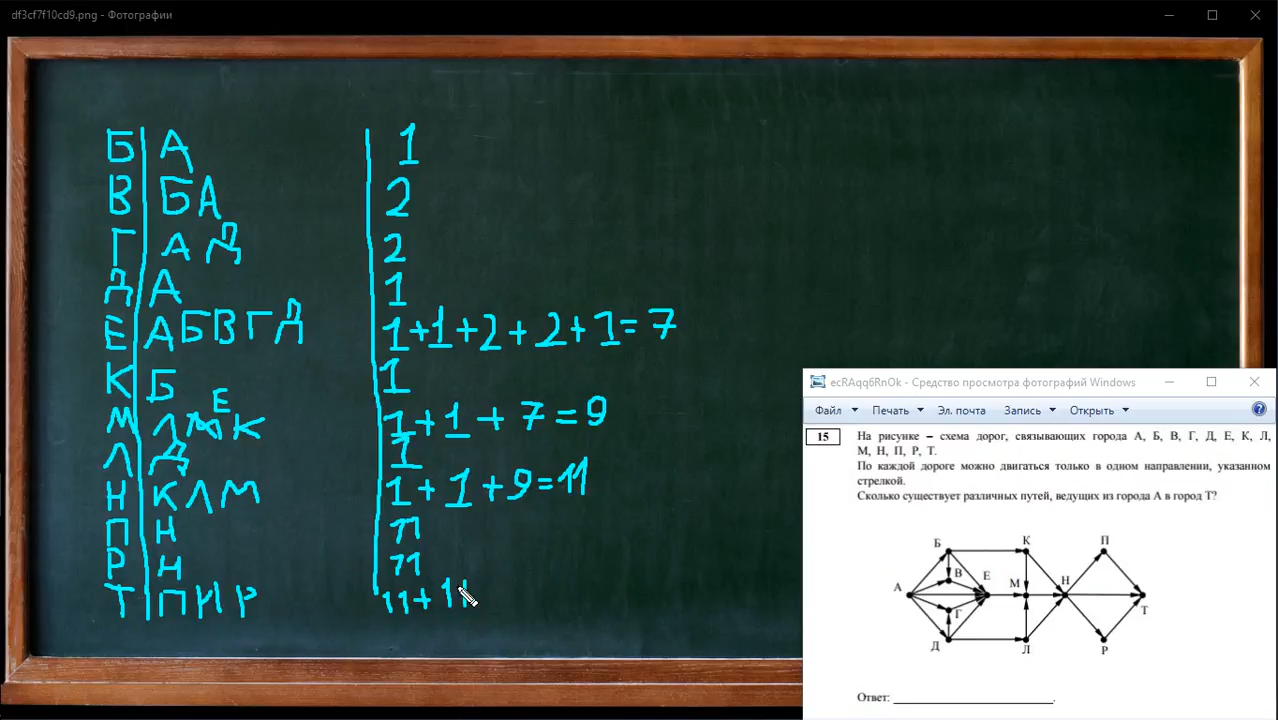 df3cf7f10cd9.png - Фотографии
Б А 1
В БА 2
Г АД 2
Д А 1
Е АБВГД 1+1+2+2+1=7
К Б 1
Е
М Л К 1+1+7=9
Л Д 1
Н КЛМ 1+1+9=11
П Н 11
Р Н 11
Т ПНР 11+11
ecRAqq6RnOk - Средство просмотра фотографий Windows
Файл Печать Эл. почта Запись Открыть
15 На рисунке – схема дорог, связывающих города А, Б, В, Г, Д, Е, К, Л,
М, Н, П, Р, Т.
По каждой дороге можно двигаться только в одном направлении, указанном
стрелкой.
Сколько существует различных путей, ведущих из города А в город Т?
Б К П
В Е
А М Н
Г Т
Д Л Р
Ответ: .